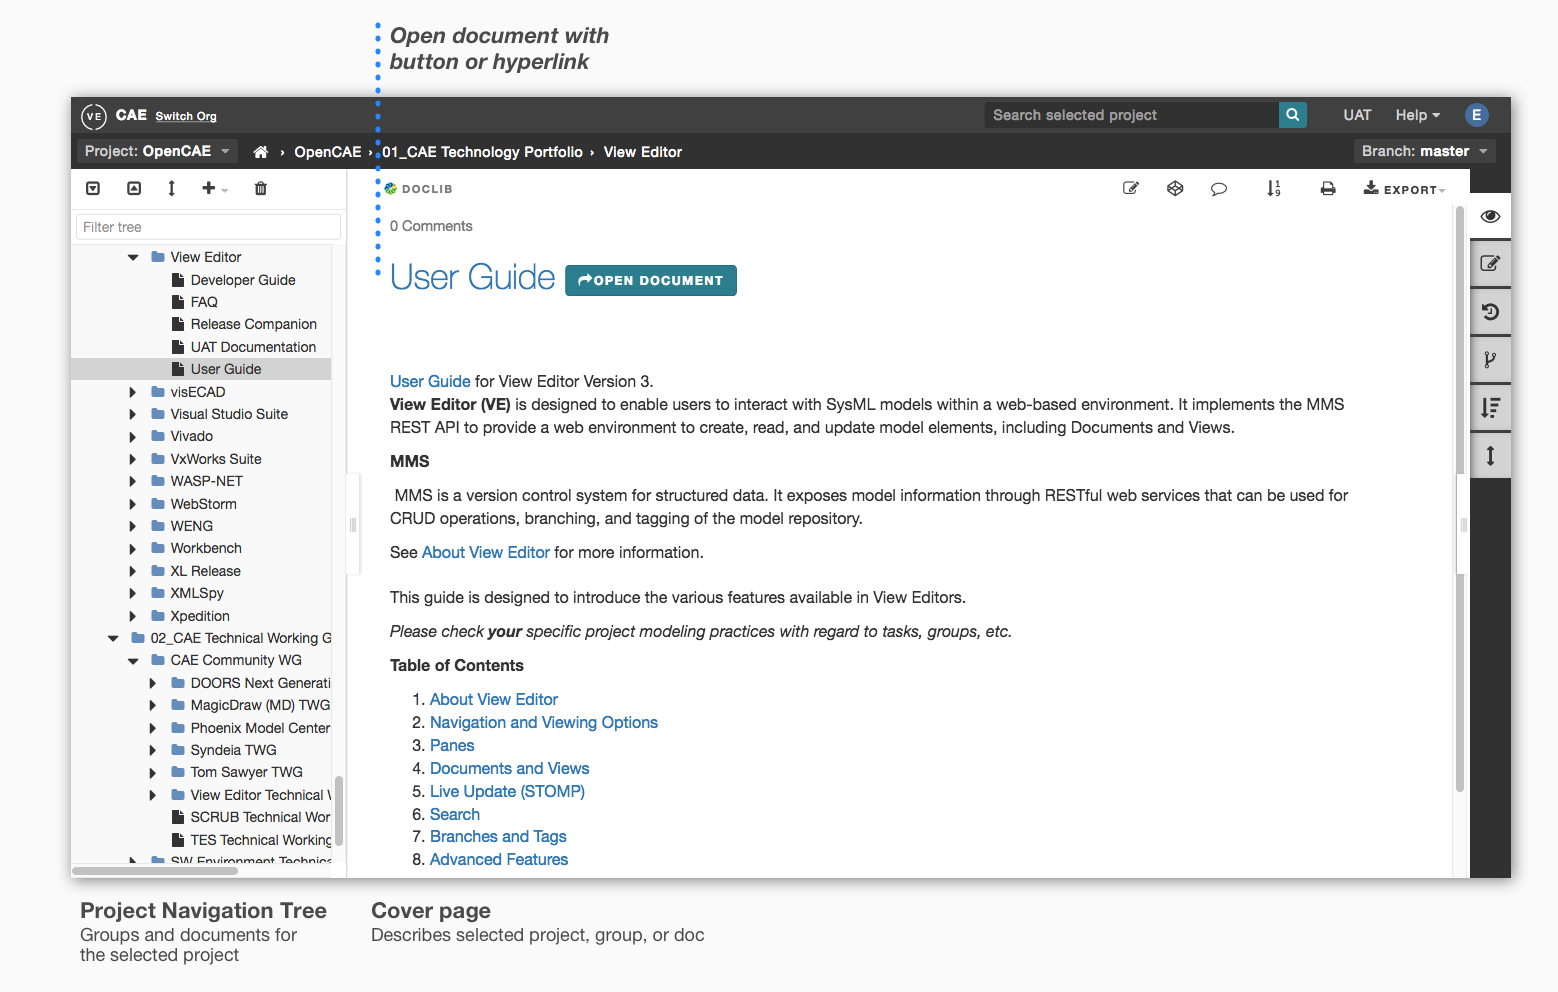 Open document with
button or hyperlink
VE CAE Switch Org
Search selected project
UAT Help E
Project: OpenCAE › OpenCAE › 01_CAE Technology Portfolio › View Editor
Branch: master
DOCLIB
1
9
EXPORT
Filter tree
0 Comments
View Editor
Developer Guide
FAQ
Release Companion
UAT Documentation
User Guide
visECAD
Visual Studio Suite
Vivado
VxWorks Suite
WASP-NET
WebStorm
WENG
Workbench
XL Release
XMLSpy
Xpedition
02_CAE Technical Working G
CAE Community WG
DOORS Next Generati
MagicDraw (MD) TWG
Phoenix Model Center
Syndeia TWG
Tom Sawyer TWG
View Editor Technical
SCRUB Technical Wor
TES Technical Working
SW Environment Technica
User Guide OPEN DOCUMENT
User Guide for View Editor Version 3.
View Editor (VE) is designed to enable users to interact with SysML models within a web-based environment. It implements the MMS
REST API to provide a web environment to create, read, and update model elements, including Documents and Views.
MMS
MMS is a version control system for structured data. It exposes model information through RESTful web services that can be used for
CRUD operations, branching, and tagging of the model repository.
See About View Editor for more information.
This guide is designed to introduce the various features available in View Editors.
Please check your specific project modeling practices with regard to tasks, groups, etc.
Table of Contents
1. About View Editor
2. Navigation and Viewing Options
3. Panes
4. Documents and Views
5. Live Update (STOMP)
6. Search
7. Branches and Tags
8. Advanced Features
Project Navigation Tree
Groups and documents for
the selected project
Cover page
Describes selected project, group, or doc